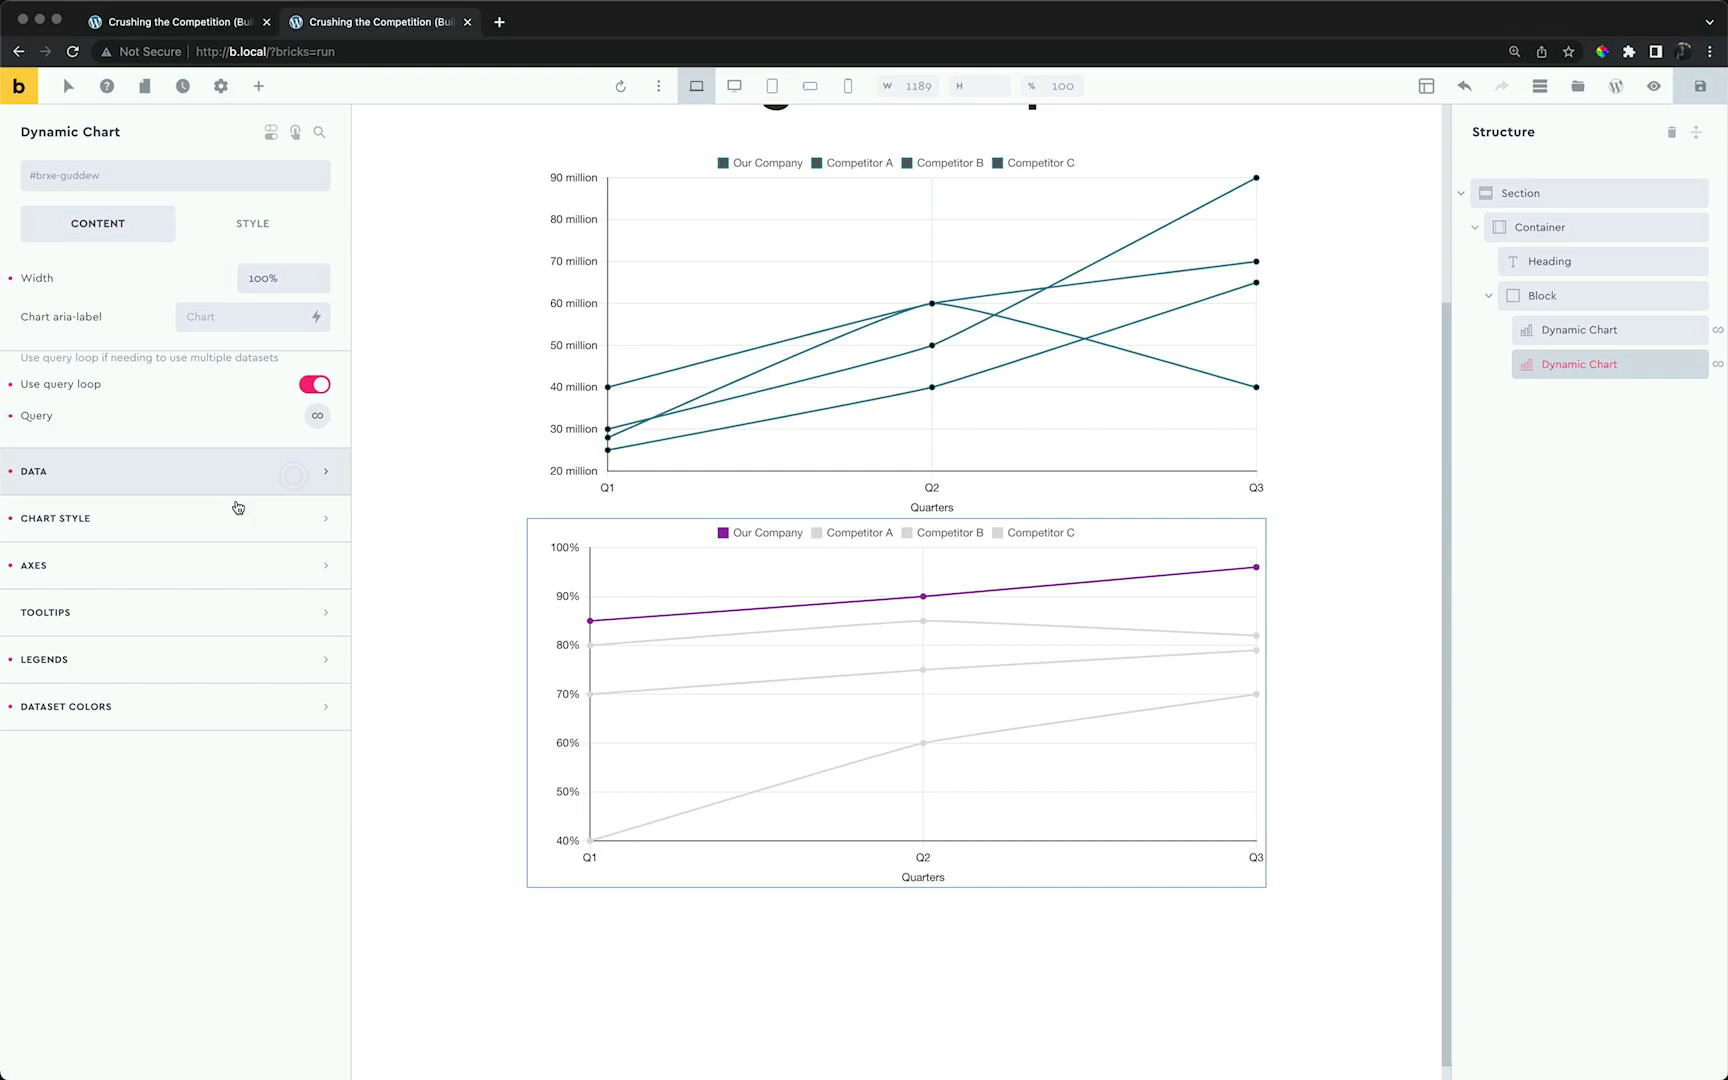 Crushing the Competition (Bui
Crushing the Competition (Bui
Not Secure
http://b.local/?bricks=run
b
W 1189
H
% 100
Dynamic Chart
#brxe-guddew
CONTENT
STYLE
Width
100%
Chart aria-label
Chart
Use query loop if needing to use multiple datasets
Use query loop
Query
DATA
CHART STYLE
AXES
TOOLTIPS
LEGENDS
DATASET COLORS
Our Company Competitor A Competitor B Competitor C
90 million
80 million
70 million
60 million
50 million
40 million
30 million
20 million
Q1 Q2 Q3
Quarters
Our Company Competitor A Competitor B Competitor C
100%
90%
80%
70%
60%
50%
40%
Q1 Q2 Q3
Quarters
Structure
Section
Container
Heading
Block
Dynamic Chart
Dynamic Chart